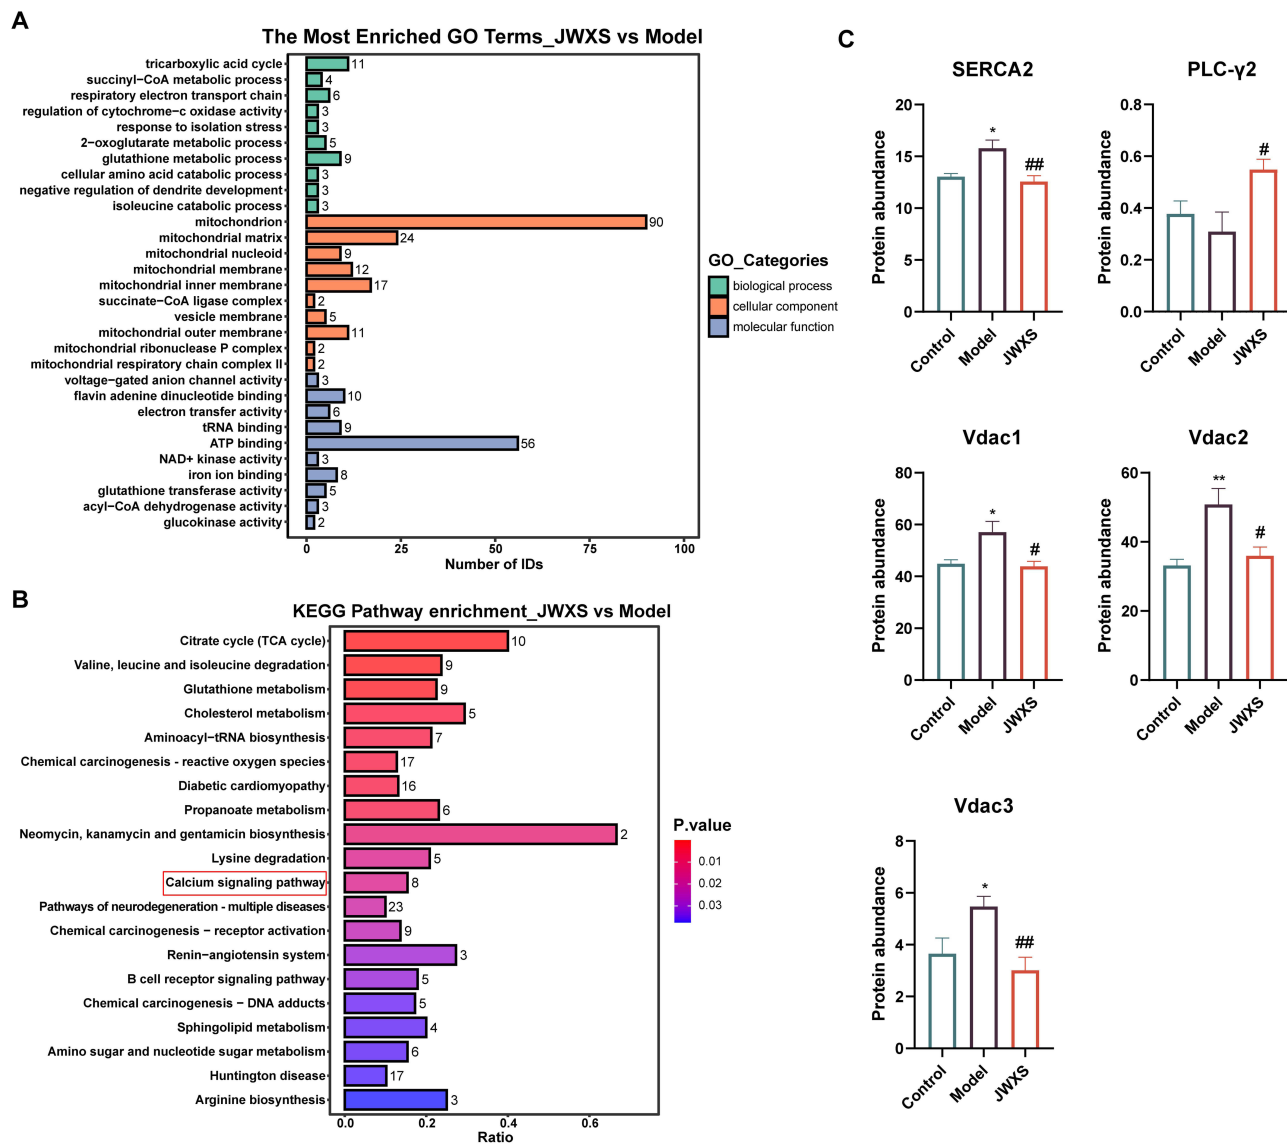 A
The Most Enriched GO Terms_JWXS vs Model
tricarboxylic acid cycle 11
succinyl−CoA metabolic process 4
respiratory electron transport chain 6
regulation of cytochrome−c oxidase activity 3
response to isolation stress 3
2−oxoglutarate metabolic process 5
glutathione metabolic process 9
cellular amino acid catabolic process 3
negative regulation of dendrite development 3
isoleucine catabolic process 3
mitochondrion 90
mitochondrial matrix 24
mitochondrial nucleoid 9
mitochondrial membrane 12
mitochondrial inner membrane 17
succinate−CoA ligase complex 2
vesicle membrane 5
mitochondrial outer membrane 11
mitochondrial ribonuclease P complex 2
mitochondrial respiratory chain complex II 2
voltage−gated anion channel activity 3
flavin adenine dinucleotide binding 10
electron transfer activity 6
tRNA binding 9
ATP binding 56
NAD+ kinase activity 3
iron ion binding 8
glutathione transferase activity 5
acyl−CoA dehydrogenase activity 3
glucokinase activity 2
0 25 50 75 100
Number of IDs
GO_Categories
biological process
cellular component
molecular function
B
KEGG Pathway enrichment_JWXS vs Model
Citrate cycle (TCA cycle) 10
Valine, leucine and isoleucine degradation 9
Glutathione metabolism 9
Cholesterol metabolism 5
Aminoacyl−tRNA biosynthesis 7
Chemical carcinogenesis - reactive oxygen species 17
Diabetic cardiomyopathy 16
Propanoate metabolism 6
Neomycin, kanamycin and gentamicin biosynthesis 2
Lysine degradation 5
Calcium signaling pathway 8
Pathways of neurodegeneration - multiple diseases 23
Chemical carcinogenesis − receptor activation 9
Renin−angiotensin system 3
B cell receptor signaling pathway 5
Chemical carcinogenesis − DNA adducts 5
Sphingolipid metabolism 4
Amino sugar and nucleotide sugar metabolism 6
Huntington disease 17
Arginine biosynthesis 3
0.0 0.2 0.4 0.6
Ratio
P.value
0.01
0.02
0.03
C
SERCA2
Protein abundance
20
15
10
5
0
* ##
Control Model JWXS
PLC-γ2
Protein abundance
0.8
0.6
0.4
0.2
0.0
#
Control Model JWXS
Vdac1
Protein abundance
80
60
40
20
0
* #
Control Model JWXS
Vdac2
Protein abundance
60
40
20
0
** #
Control Model JWXS
Vdac3
Protein abundance
8
6
4
2
0
* ##
Control Model JWXS